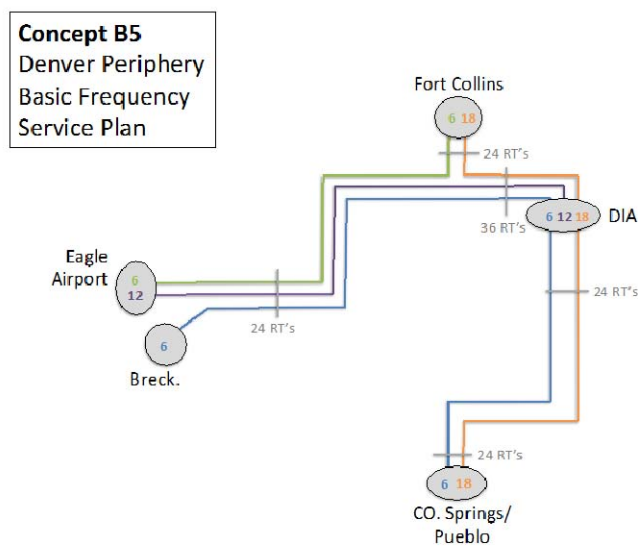 Concept B5
Denver Periphery
Basic Frequency
Service Plan
Fort Collins
6 18
24 RT's
36 RT's
6 12 18
DIA
Eagle
Airport
6
12
24 RT's
24 RT's
6
Breck.
24 RT's
6 18
CO. Springs/
Pueblo